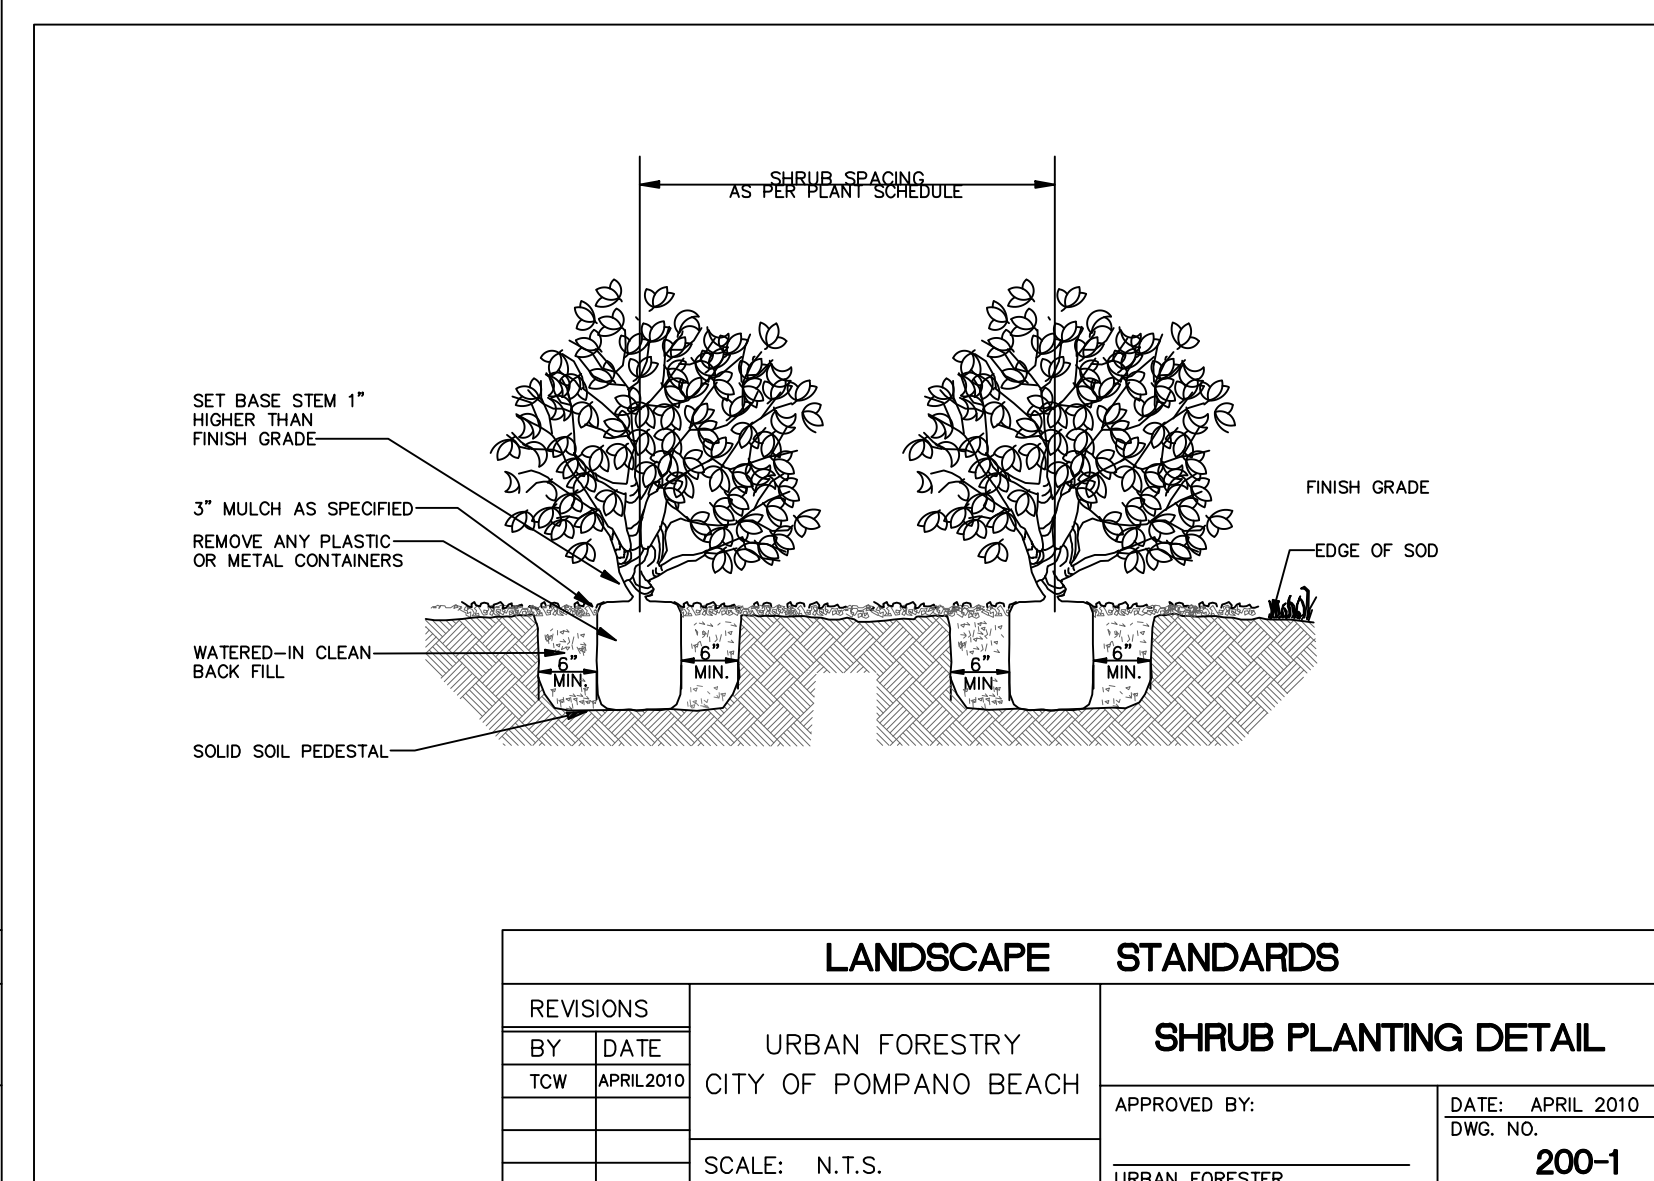 SHRUB SPACING
AS PER PLANT SCHEDULE
SET BASE STEM 1"
HIGHER THAN
FINISH GRADE
3" MULCH AS SPECIFIED
REMOVE ANY PLASTIC
OR METAL CONTAINERS
WATERED-IN CLEAN
BACK FILL
SOLID SOIL PEDESTAL
6"
MIN.
6"
MIN.
6"
MIN
6"
MIN.
FINISH GRADE
EDGE OF SOD
LANDSCAPE STANDARDS
REVISIONS
BY DATE
TCW APRIL2010
URBAN FORESTRY
CITY OF POMPANO BEACH
SCALE: N.T.S.
SHRUB PLANTING DETAIL
APPROVED BY:
URBAN FORESTER
DATE: APRIL 2010
DWG. NO.
200-1